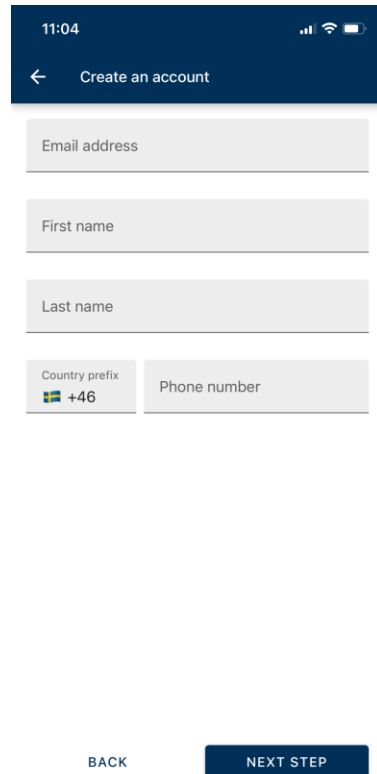 11:04
Create an account
Email address
First name
Last name
Country prefix
+46
Phone number
BACK
NEXT STEP